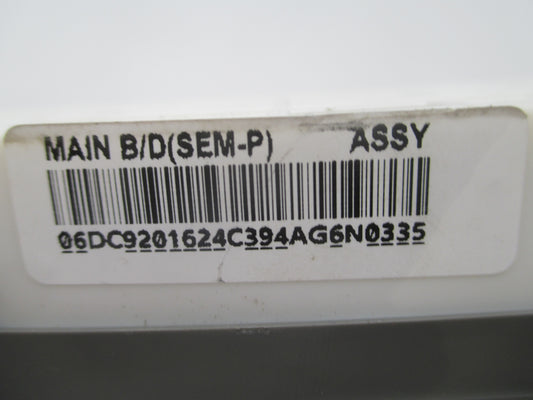 MAIN B/D(SEM-P) ASSY
06DC9201624C394AG6N0335